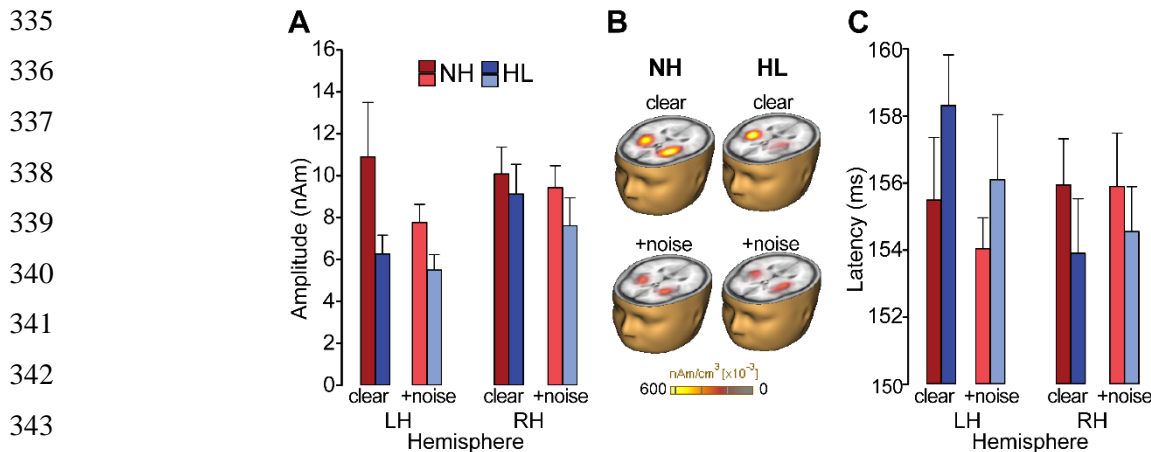 335
336
337
338
339
340
341
342
343
A
16
14
12
10
8
6
4
2
0
Amplitude (nAm)
NH HL
clear +noise clear +noise
LH RH
Hemisphere
B
NH HL
clear clear
+noise +noise
nAm/cm³ [x10⁻³]
600 0
C
160
158
156
154
152
150
Latency (ms)
clear +noise clear +noise
LH RH
Hemisphere